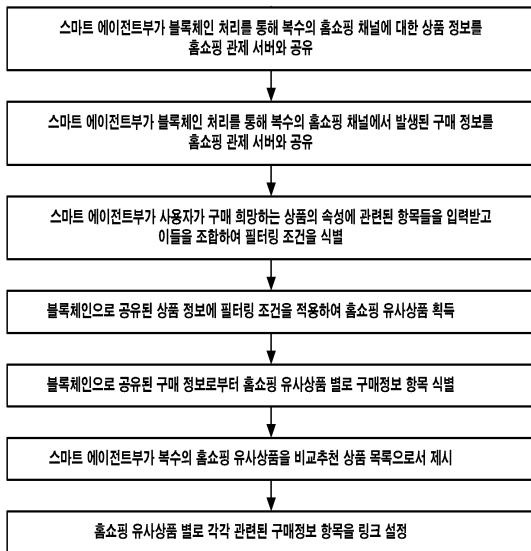 스마트 에이전트부가 블록체인 처리를 통해 복수의 홈쇼핑 채널에 대한 상품 정보를
홈쇼핑 관제 서버와 공유
스마트 에이전트부가 블록체인 처리를 통해 복수의 홈쇼핑 채널에서 발생된 구매 정보를
홈쇼핑 관제 서버와 공유
스마트 에이전트부가 사용자가 구매 희망하는 상품의 속성에 관련된 항목들을 입력받고
이들을 조합하여 필터링 조건을 식별
블록체인으로 공유된 상품 정보에 필터링 조건을 적용하여 홈쇼핑 유사상품 획득
블록체인으로 공유된 구매 정보로부터 홈쇼핑 유사상품 별로 구매정보 항목 식별
스마트 에이전트부가 복수의 홈쇼핑 유사상품을 비교추천 상품 목록으로서 제시
홈쇼핑 유사상품 별로 각각 관련된 구매정보 항목을 링크 설정